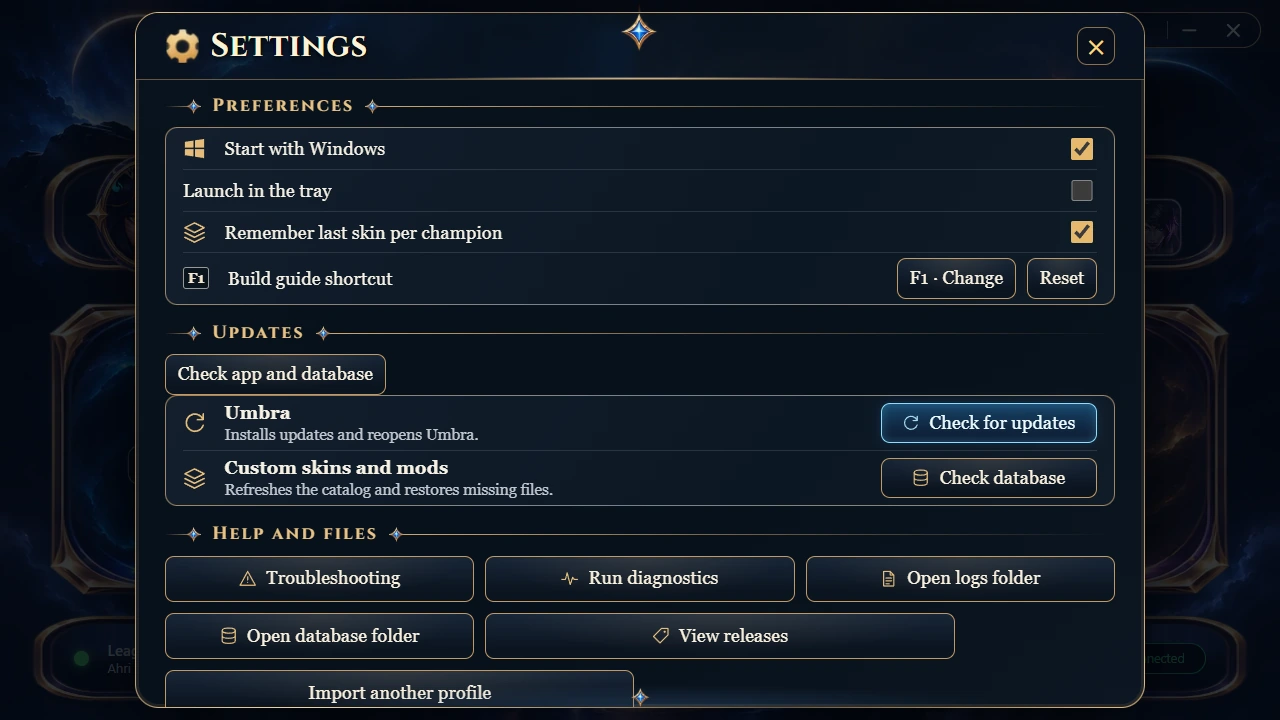 Settings
Preferences
Start with Windows
Launch in the tray
Remember last skin per champion
F1 Build guide shortcut F1 · Change Reset
Updates
Check app and database
Umbra
Installs updates and reopens Umbra.
Check for updates
Custom skins and mods
Refreshes the catalog and restores missing files.
Check database
Help and files
Troubleshooting Run diagnostics Open logs folder
Open database folder View releases
Import another profile
Ahri